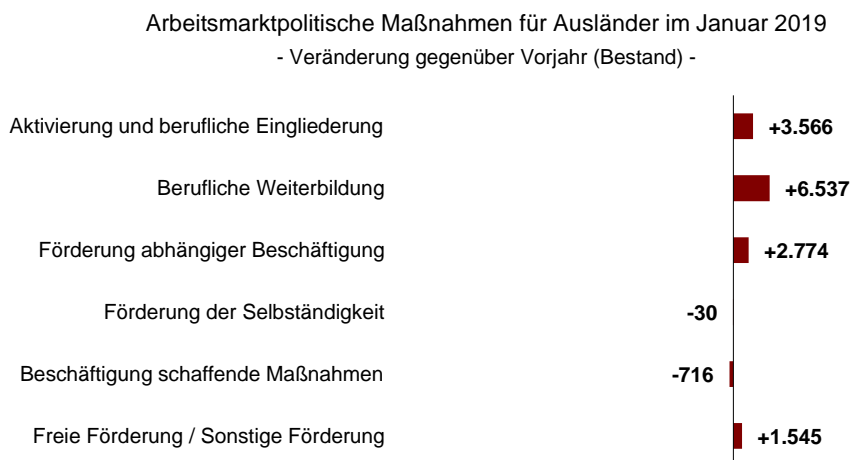 Arbeitsmarktpolitische Maßnahmen für Ausländer im Januar 2019
- Veränderung gegenüber Vorjahr (Bestand) -
Aktivierung und berufliche Eingliederung +3.566
Berufliche Weiterbildung +6.537
Förderung abhängiger Beschäftigung +2.774
Förderung der Selbständigkeit -30
Beschäftigung schaffende Maßnahmen -716
Freie Förderung / Sonstige Förderung +1.545